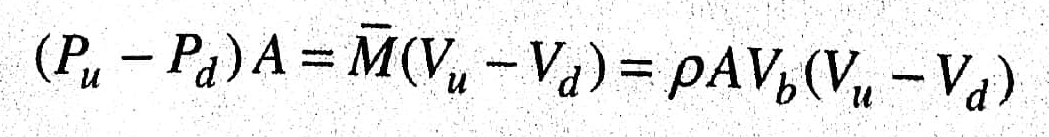 (P_u − P_d)A = M̅(V_u − V_d) = ρAV_b(V_u − V_d)